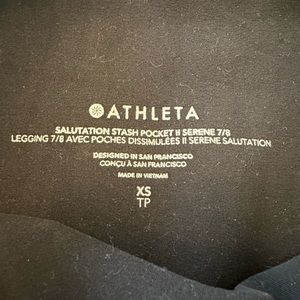 ATHLETA
SALUTATION STASH POCKET II SERENE 7/8
LEGGING 7/8 AVEC POCHES DISSIMULÉES II SERENE SALUTATION
DESIGNED IN SAN FRANCISCO
CONÇU À SAN FRANCISCO
MADE IN VIETNAM
XS
TP